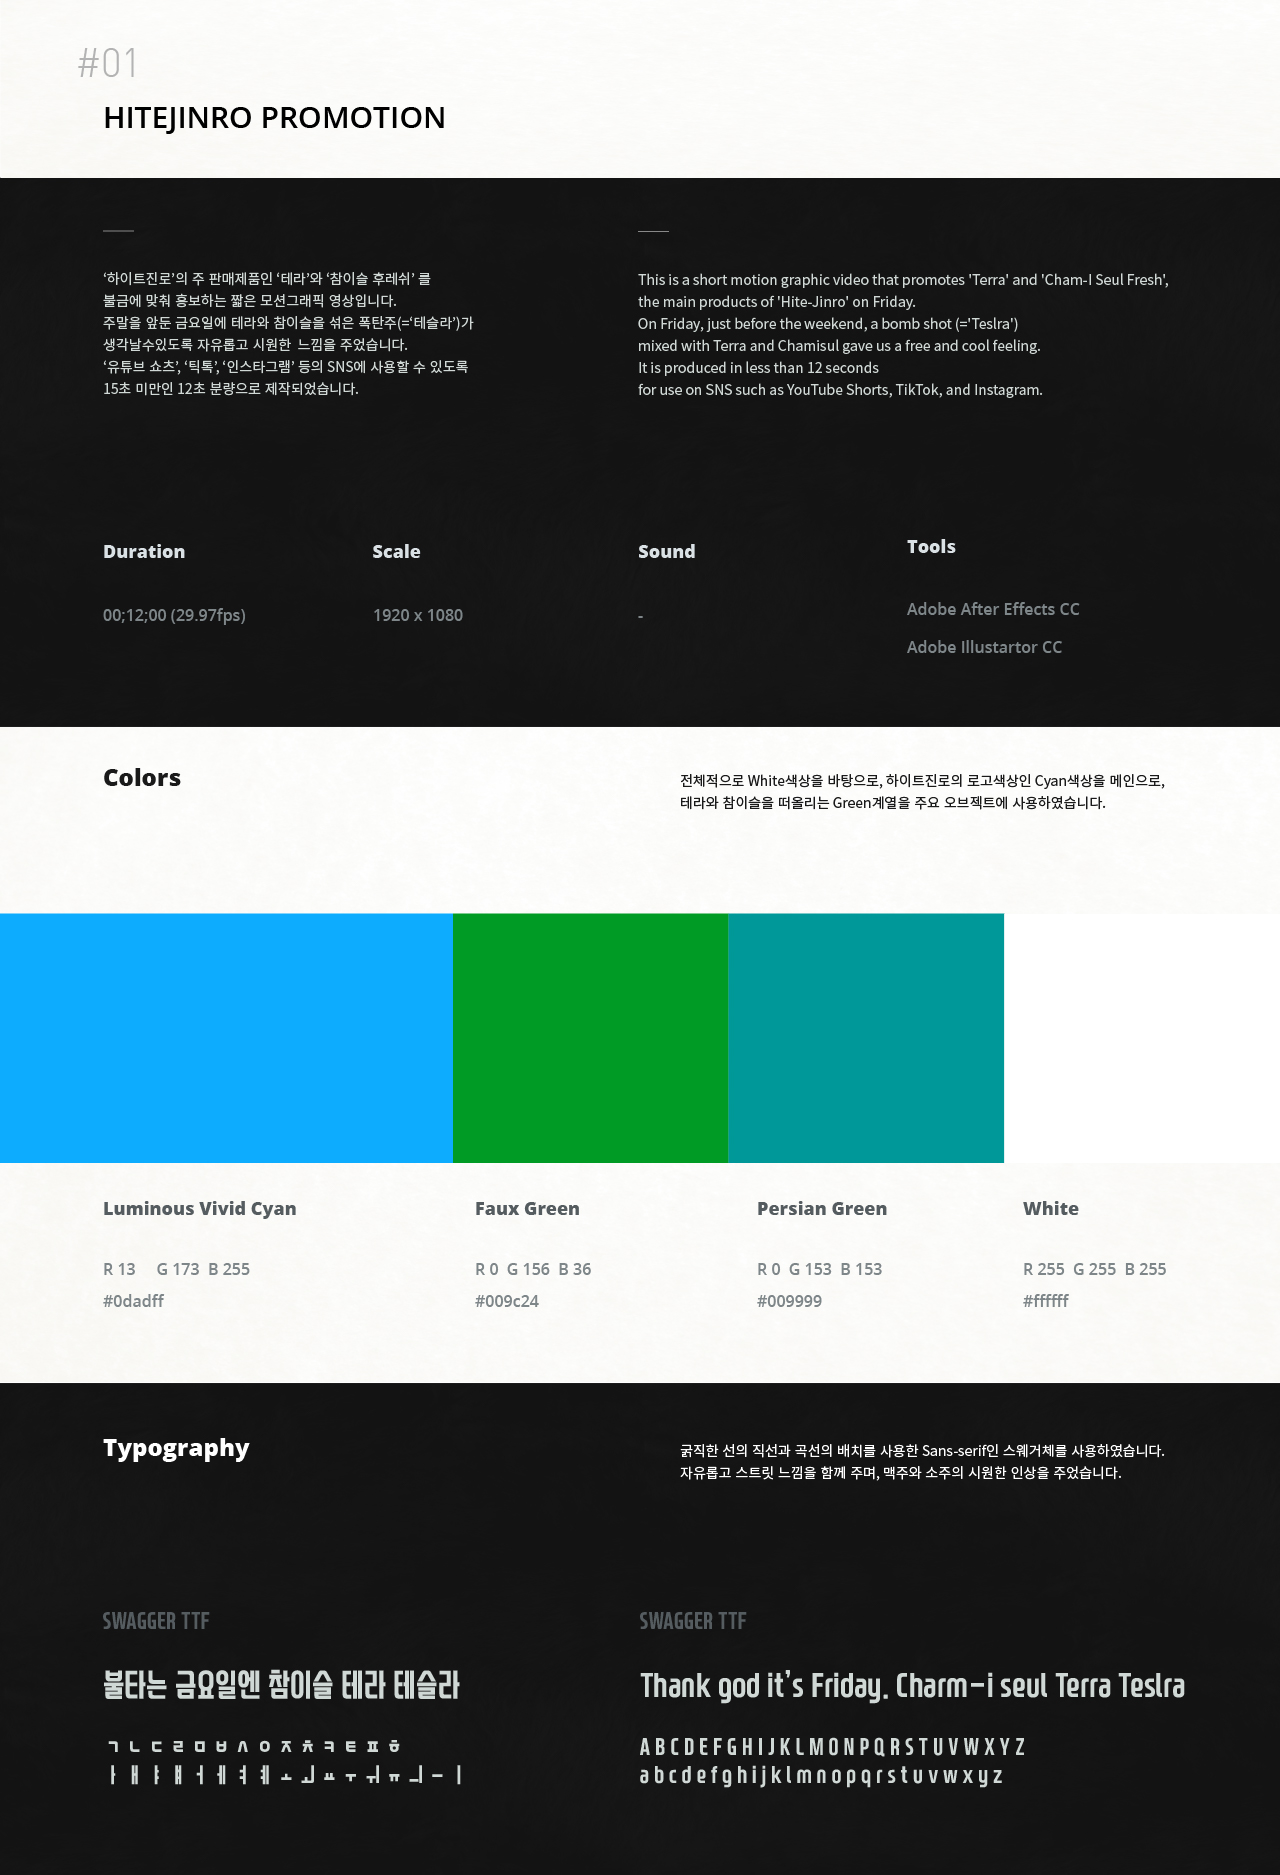 #01
HITEJINRO PROMOTION
‘하이트진로’의 주 판매제품인 ‘테라’와 ‘참이슬 후레쉬’ 를
불금에 맞춰 홍보하는 짧은 모션그래픽 영상입니다.
주말을 앞둔 금요일에 테라와 참이슬을 섞은 폭탄주(=‘테슬라’)가
생각날수있도록 자유롭고 시원한 느낌을 주었습니다.
‘유튜브 쇼츠’, ‘틱톡’, ‘인스타그램’ 등의 SNS에 사용할 수 있도록
15초 미만인 12초 분량으로 제작되었습니다.
This is a short motion graphic video that promotes 'Terra' and 'Cham-I Seul Fresh',
the main products of 'Hite-Jinro' on Friday.
On Friday, just before the weekend, a bomb shot (='Teslra')
mixed with Terra and Chamisul gave us a free and cool feeling.
It is produced in less than 12 seconds
for use on SNS such as YouTube Shorts, TikTok, and Instagram.
Duration
00;12;00 (29.97fps)
Scale
1920 x 1080
Sound
-
Tools
Adobe After Effects CC
Adobe Illustartor CC
Colors
전체적으로 White색상을 바탕으로, 하이트진로의 로고색상인 Cyan색상을 메인으로,
테라와 참이슬을 떠올리는 Green계열을 주요 오브젝트에 사용하였습니다.
Luminous Vivid Cyan
R 13 G 173 B 255
#0dadff
Faux Green
R 0 G 156 B 36
#009c24
Persian Green
R 0 G 153 B 153
#009999
White
R 255 G 255 B 255
#ffffff
Typography
굵직한 선의 직선과 곡선의 배치를 사용한 Sans-serif인 스웨거체를 사용하였습니다.
자유롭고 스트릿 느낌을 함께 주며, 맥주와 소주의 시원한 인상을 주었습니다.
SWAGGER TTF
불타는 금요일엔 참이슬 테라 테슬라
ㄱ ㄴ ㄷ ㄹ ㅁ ㅂ ㅅ ㅇ ㅈ ㅊ ㅋ ㅌ ㅍ ㅎ
ㅏ ㅐ ㅑ ㅒ ㅓ ㅔ ㅕ ㅖ ㅗ ㅚ ㅛ ㅜ ㅟ ㅠ ㅢ ㅡ ㅣ
SWAGGER TTF
Thank god it’s Friday. Charm-i seul Terra Teslra
A B C D E F G H I J K L M O N P Q R S T U V W X Y Z
a b c d e f g h i j k l m n o p q r s t u v w x y z